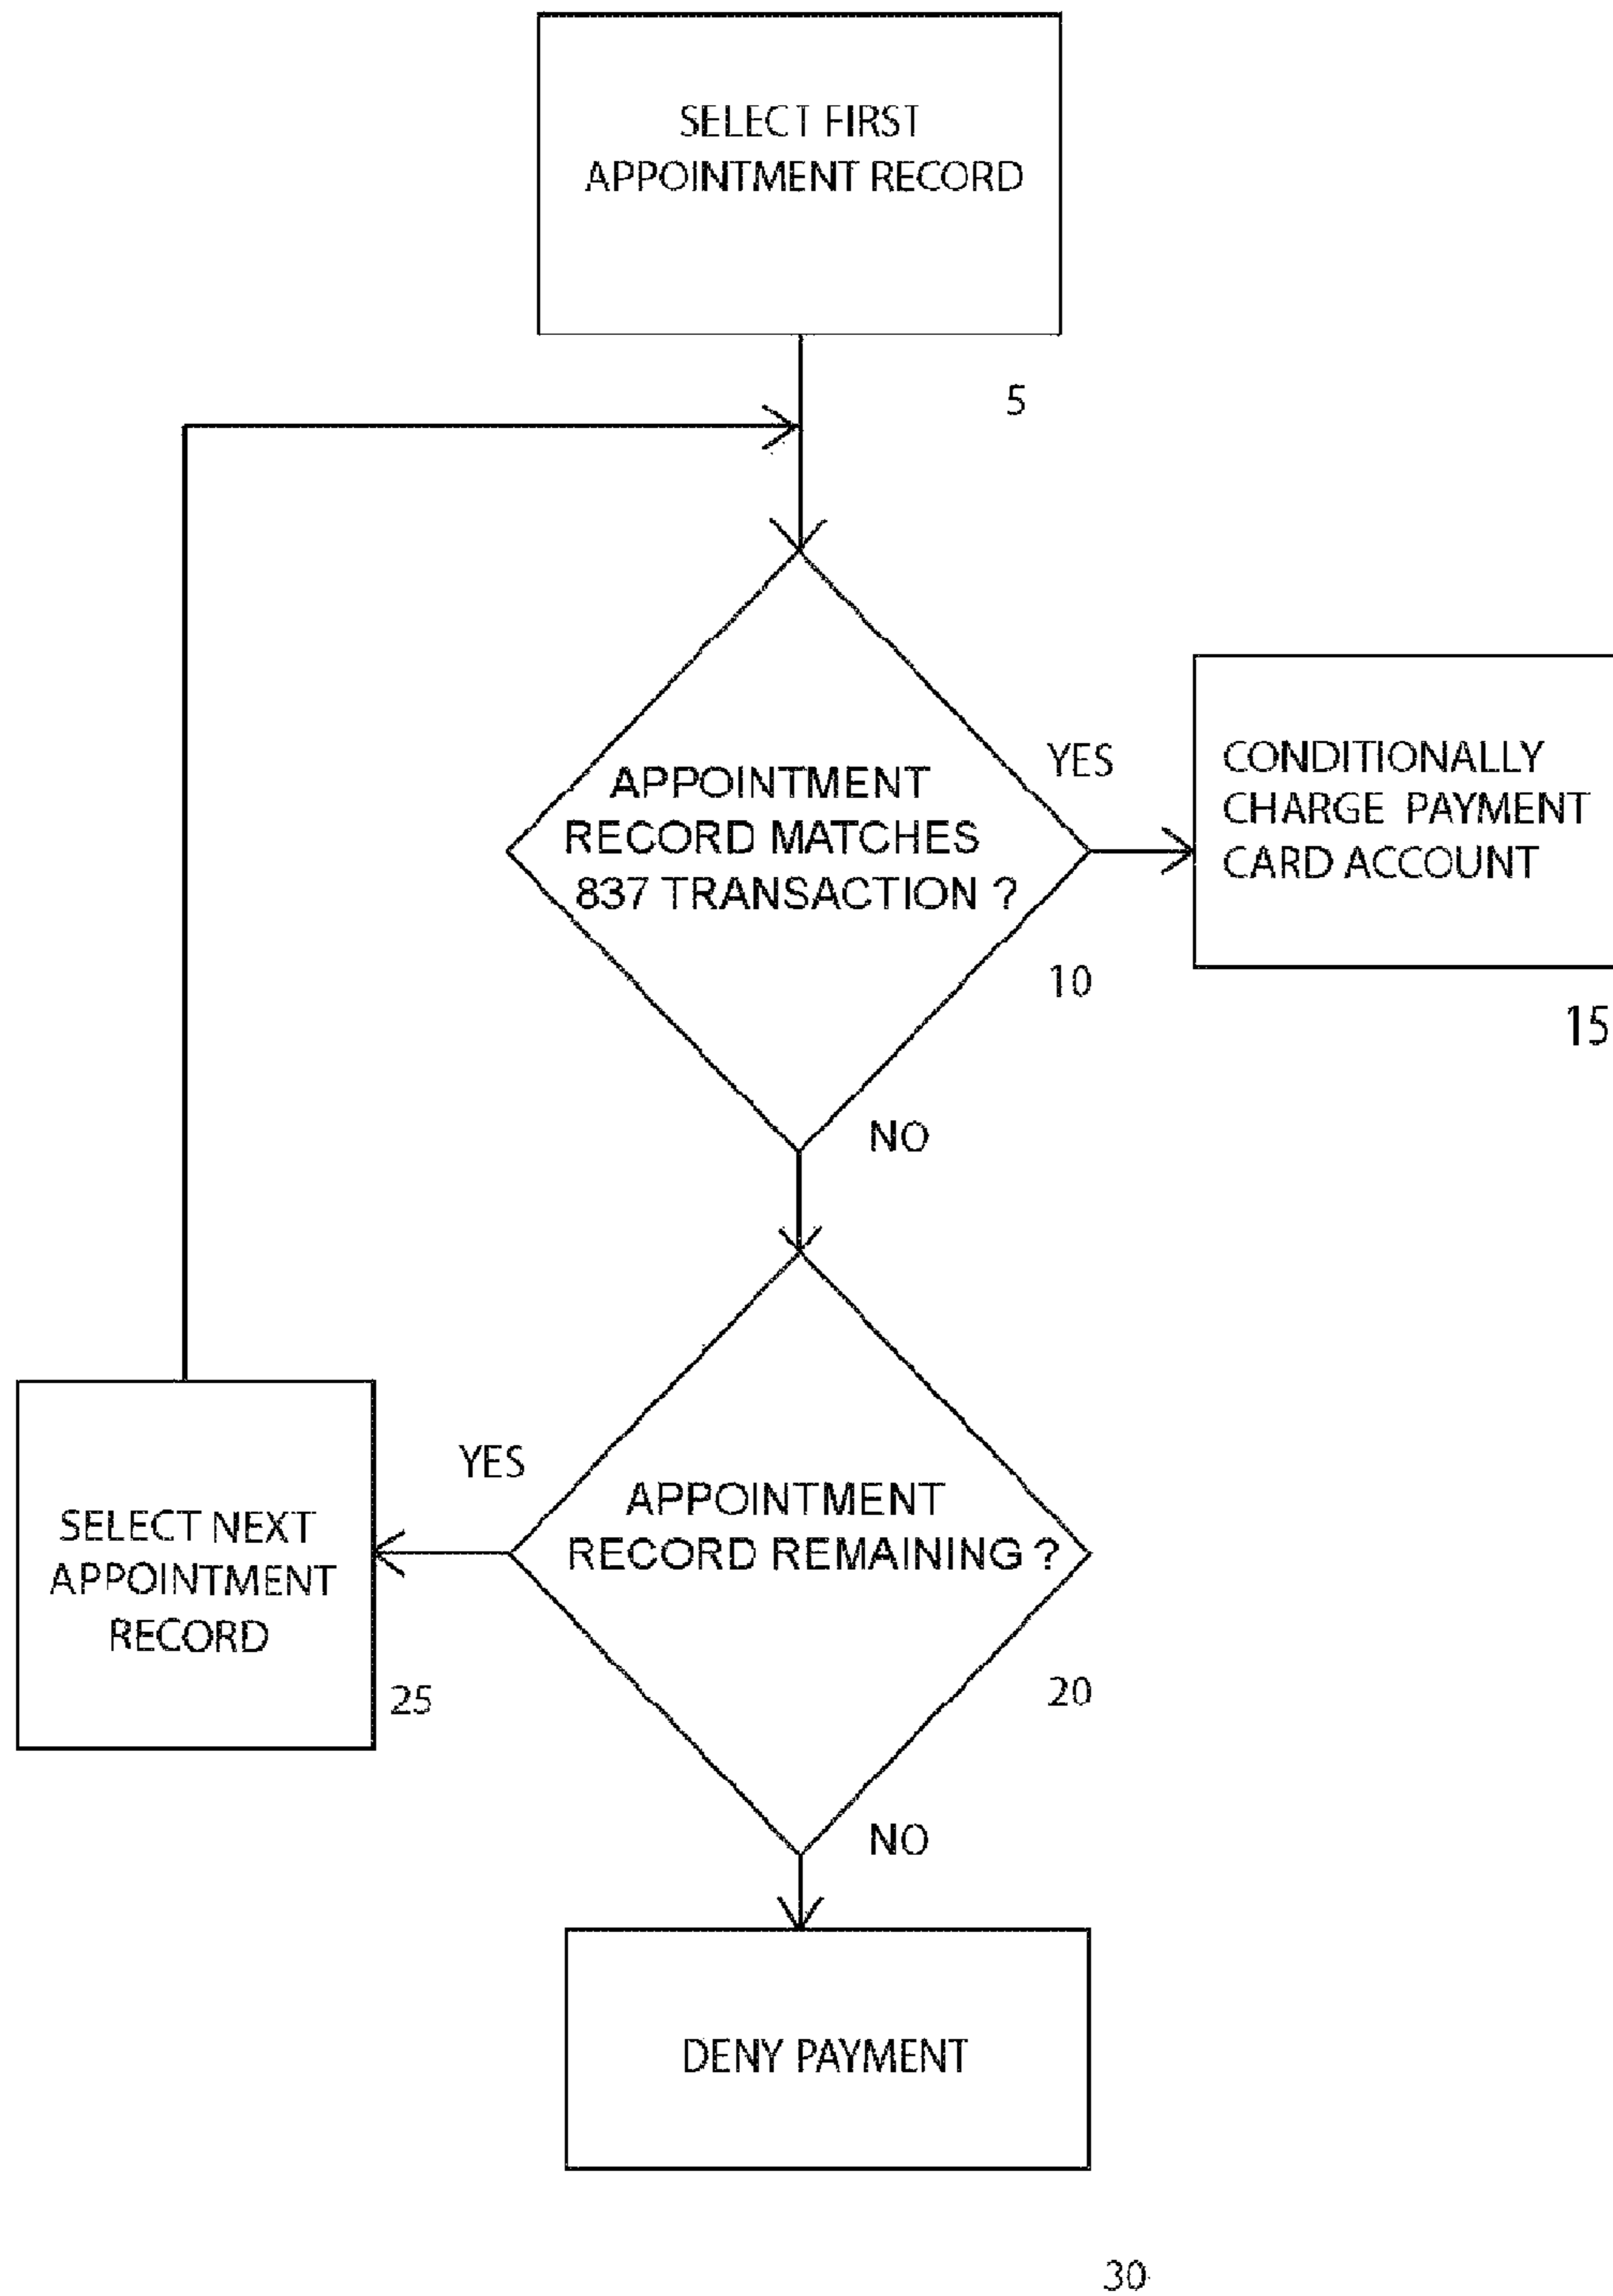 SELECT FIRST
APPOINTMENT RECORD
5
APPOINTMENT
RECORD MATCHES
837 TRANSACTION ?
YES
10
CONDITIONALLY
CHARGE PAYMENT
CARD ACCOUNT
15
NO
YES
APPOINTMENT
RECORD REMAINING ?
20
SELECT NEXT
APPOINTMENT
RECORD
25
NO
DENY PAYMENT
30